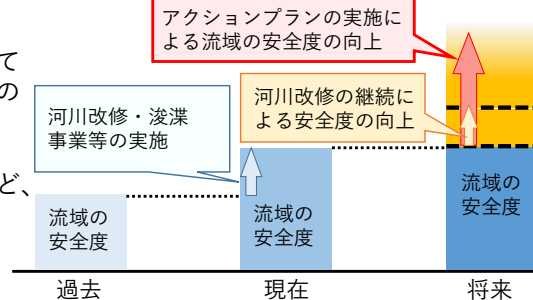 アクションプランの実施に
よる流域の安全度の向上
て
の
ど、
河川改修・浚渫
事業等の実施
河川改修の継続に
よる安全度の向上
流域の
安全度
流域の
安全度
流域の
安全度
過去
現在
将来